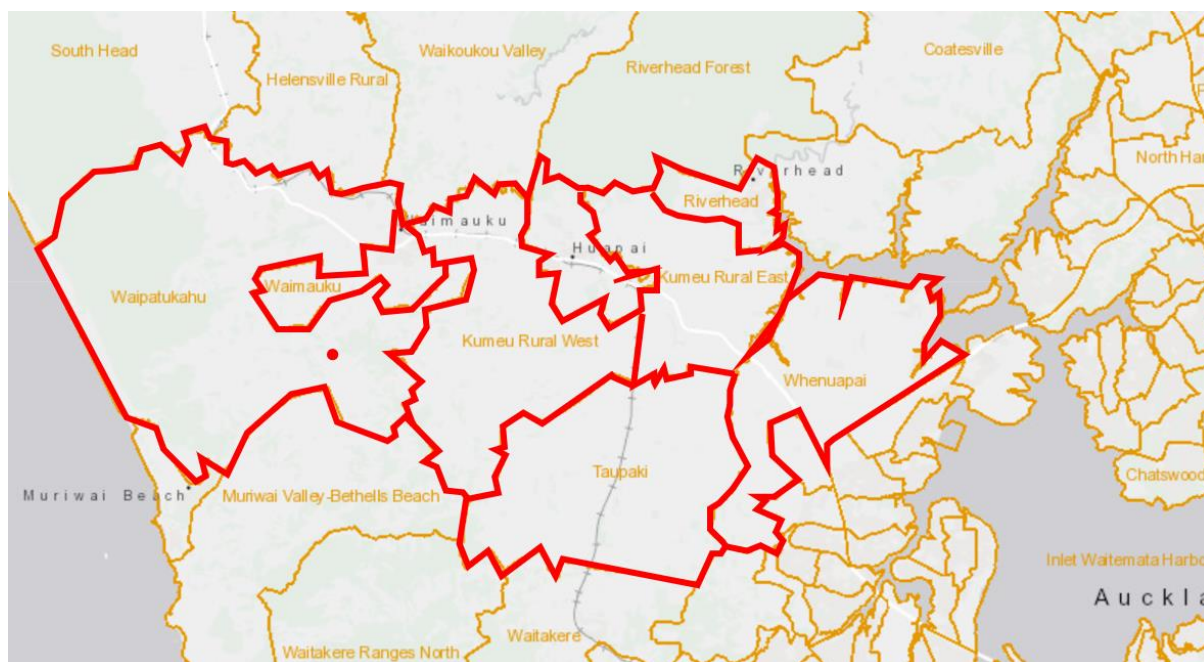 South Head
Waikoukou Valley
Coatesville
Helensville Rural
Riverhead Forest
North Har
Riverhead
Riverhead
Waimauku
Huapai
Kumeu Rural East
Waipatukahu
Waimauku
Kumeu Rural West
Whenuapai
Taupaki
Chatswood
Muriwai Beach
Muriwai Valley-Bethells Beach
Inlet Waitemata Harbo
Auckla
Waitakere
Waitakere Ranges North